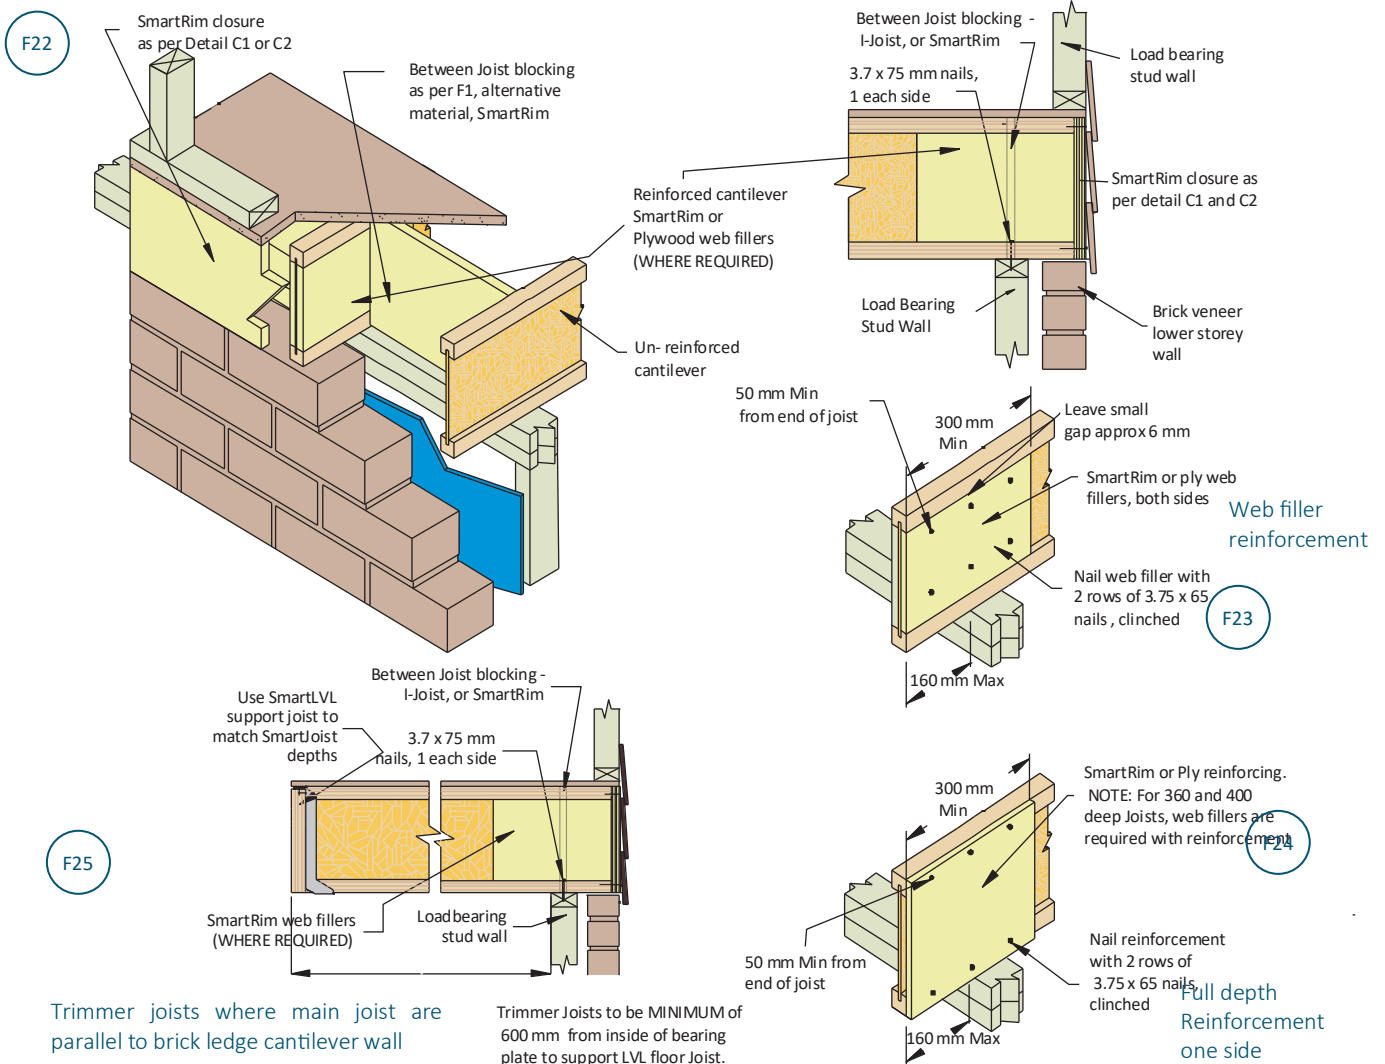 F22
SmartRim closure
as per Detail C1 or C2
Between Joist blocking
as per F1, alternative
material, SmartRim
Reinforced cantilever
SmartRim or
Plywood web fillers
(WHERE REQUIRED)
Un- reinforced
cantilever
Between Joist blocking -
I-Joist, or SmartRim
3.7 x 75 mm nails,
1 each side
Load bearing
stud wall
SmartRim closure as
per detail C1 and C2
Load Bearing
Stud Wall
Brick veneer
lower storey
wall
50 mm Min
from end of joist
300 mm
Min
Leave small
gap approx 6 mm
SmartRim or ply web
fillers, both sides
Web filler
reinforcement
Nail web filler with
2 rows of 3.75 x 65
nails , clinched
F23
160 mm Max
Between Joist blocking -
I-Joist, or SmartRim
Use SmartLVL
support joist to
match SmartJoist
depths
3.7 x 75 mm
nails, 1 each side
F25
SmartRim web fillers
(WHERE REQUIRED)
Loadbearing
stud wall
Trimmer joists where main joist are
parallel to brick ledge cantilever wall
Trimmer Joists to be MINIMUM of
600 mm from inside of bearing
plate to support LVL floor Joist.
300 mm
Min
SmartRim or Ply reinforcing.
NOTE: For 360 and 400
deep Joists, web fillers are
required with reinforcement
F24
50 mm Min from
end of joist
Nail reinforcement
with 2 rows of
3.75 x 65 nails,
clinched
160 mm Max
Full depth
Reinforcement
one side